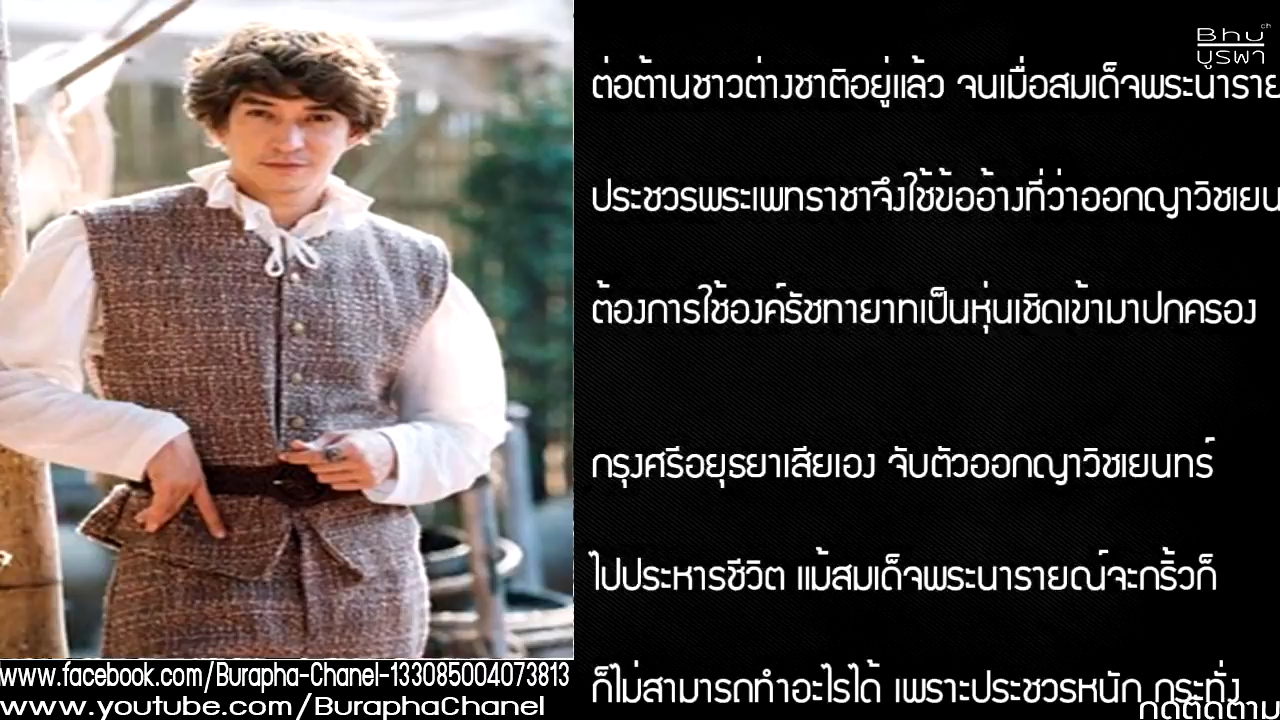 Bhu ch
บูรพา
ต่อต้านชาวต่างชาติอยู่แล้ว จนเมื่อสมเด็จพระนาราย
ประชวรพระเพทราชาจึงใช้ข้ออ้างที่ว่าออกญาวิชเยน
ต้องการใช้องค์รัชทายาทเป็นหุ่นเชิดเข้ามาปกครอง
กรุงศรีอยุธยาเสียเอง จับตัวออกญาวิชเยนทร์
ไปประหารชีวิต แม้สมเด็จพระนารายณ์จะกริ้วก็
ก็ไม่สามารถทำอะไรได้ เพราะประชวรหนัก กระทั่ง
กดติดตาม
www.facebook.com/Burapha-Chanel-133085004073813
www.youtube.com/BuraphaChanel